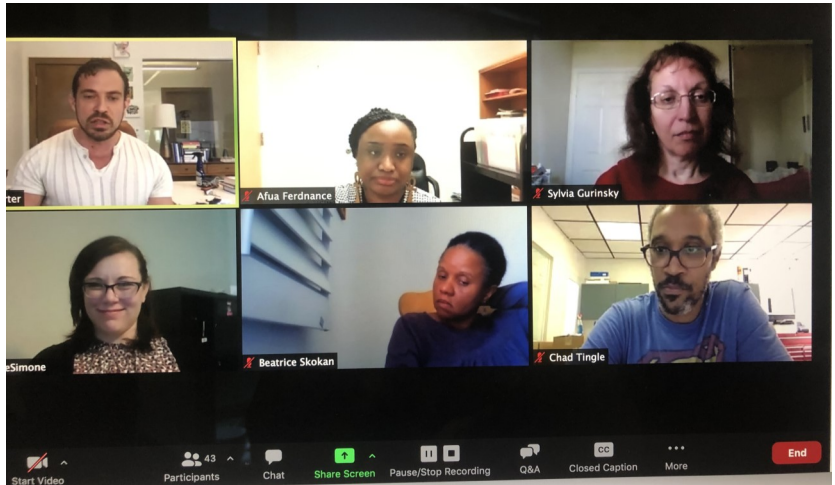 rter
Afua Ferdnance
Sylvia Gurinsky
eSimone
Beatrice Skokan
Chad Tingle
Start Video
43
Participants
Chat
Share Screen
Pause/Stop Recording
Q&A
CC
Closed Caption
More
End